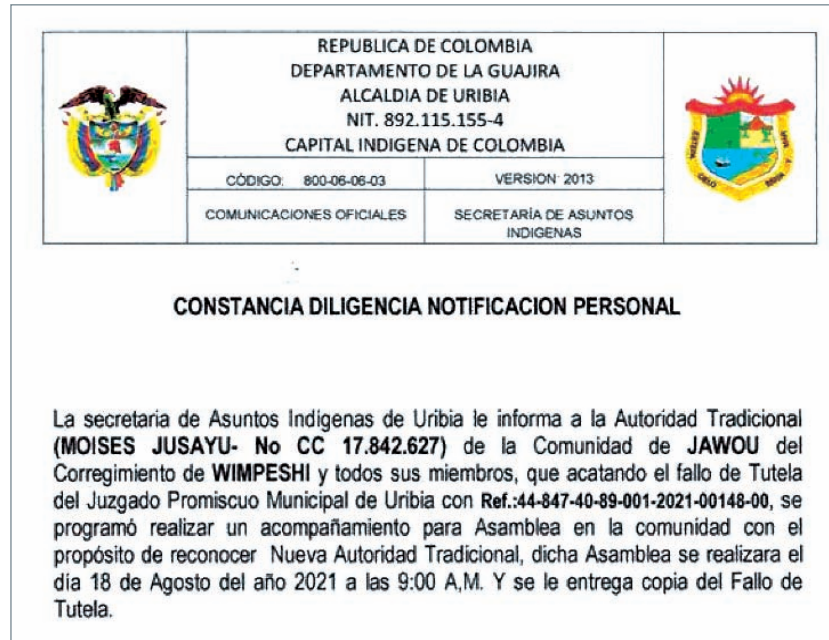 REPUBLICA DE COLOMBIA
DEPARTAMENTO DE LA GUAJIRA
ALCALDIA DE URIBIA
NIT. 892.115.155-4
CAPITAL INDIGENA DE COLOMBIA
CÓDIGO: 800-06-06-03
VERSION: 2013
COMUNICACIONES OFICIALES
SECRETARÍA DE ASUNTOS
INDIGENAS
CONSTANCIA DILIGENCIA NOTIFICACION PERSONAL
La secretaria de Asuntos Indígenas de Uribia le informa a la Autoridad Tradicional
(MOISES JUSAYU- No CC 17.842.627) de la Comunidad de JAWOU del
Corregimiento de WIMPESHI y todos sus miembros, que acatando el fallo de Tutela
del Juzgado Promiscuo Municipal de Uribia con Ref.:44-847-40-89-001-2021-00148-00, se
programó realizar un acompañamiento para Asamblea en la comunidad con el
propósito de reconocer Nueva Autoridad Tradicional, dicha Asamblea se realizara el
día 18 de Agosto del año 2021 a las 9:00 A,M. Y se le entrega copia del Fallo de
Tutela.